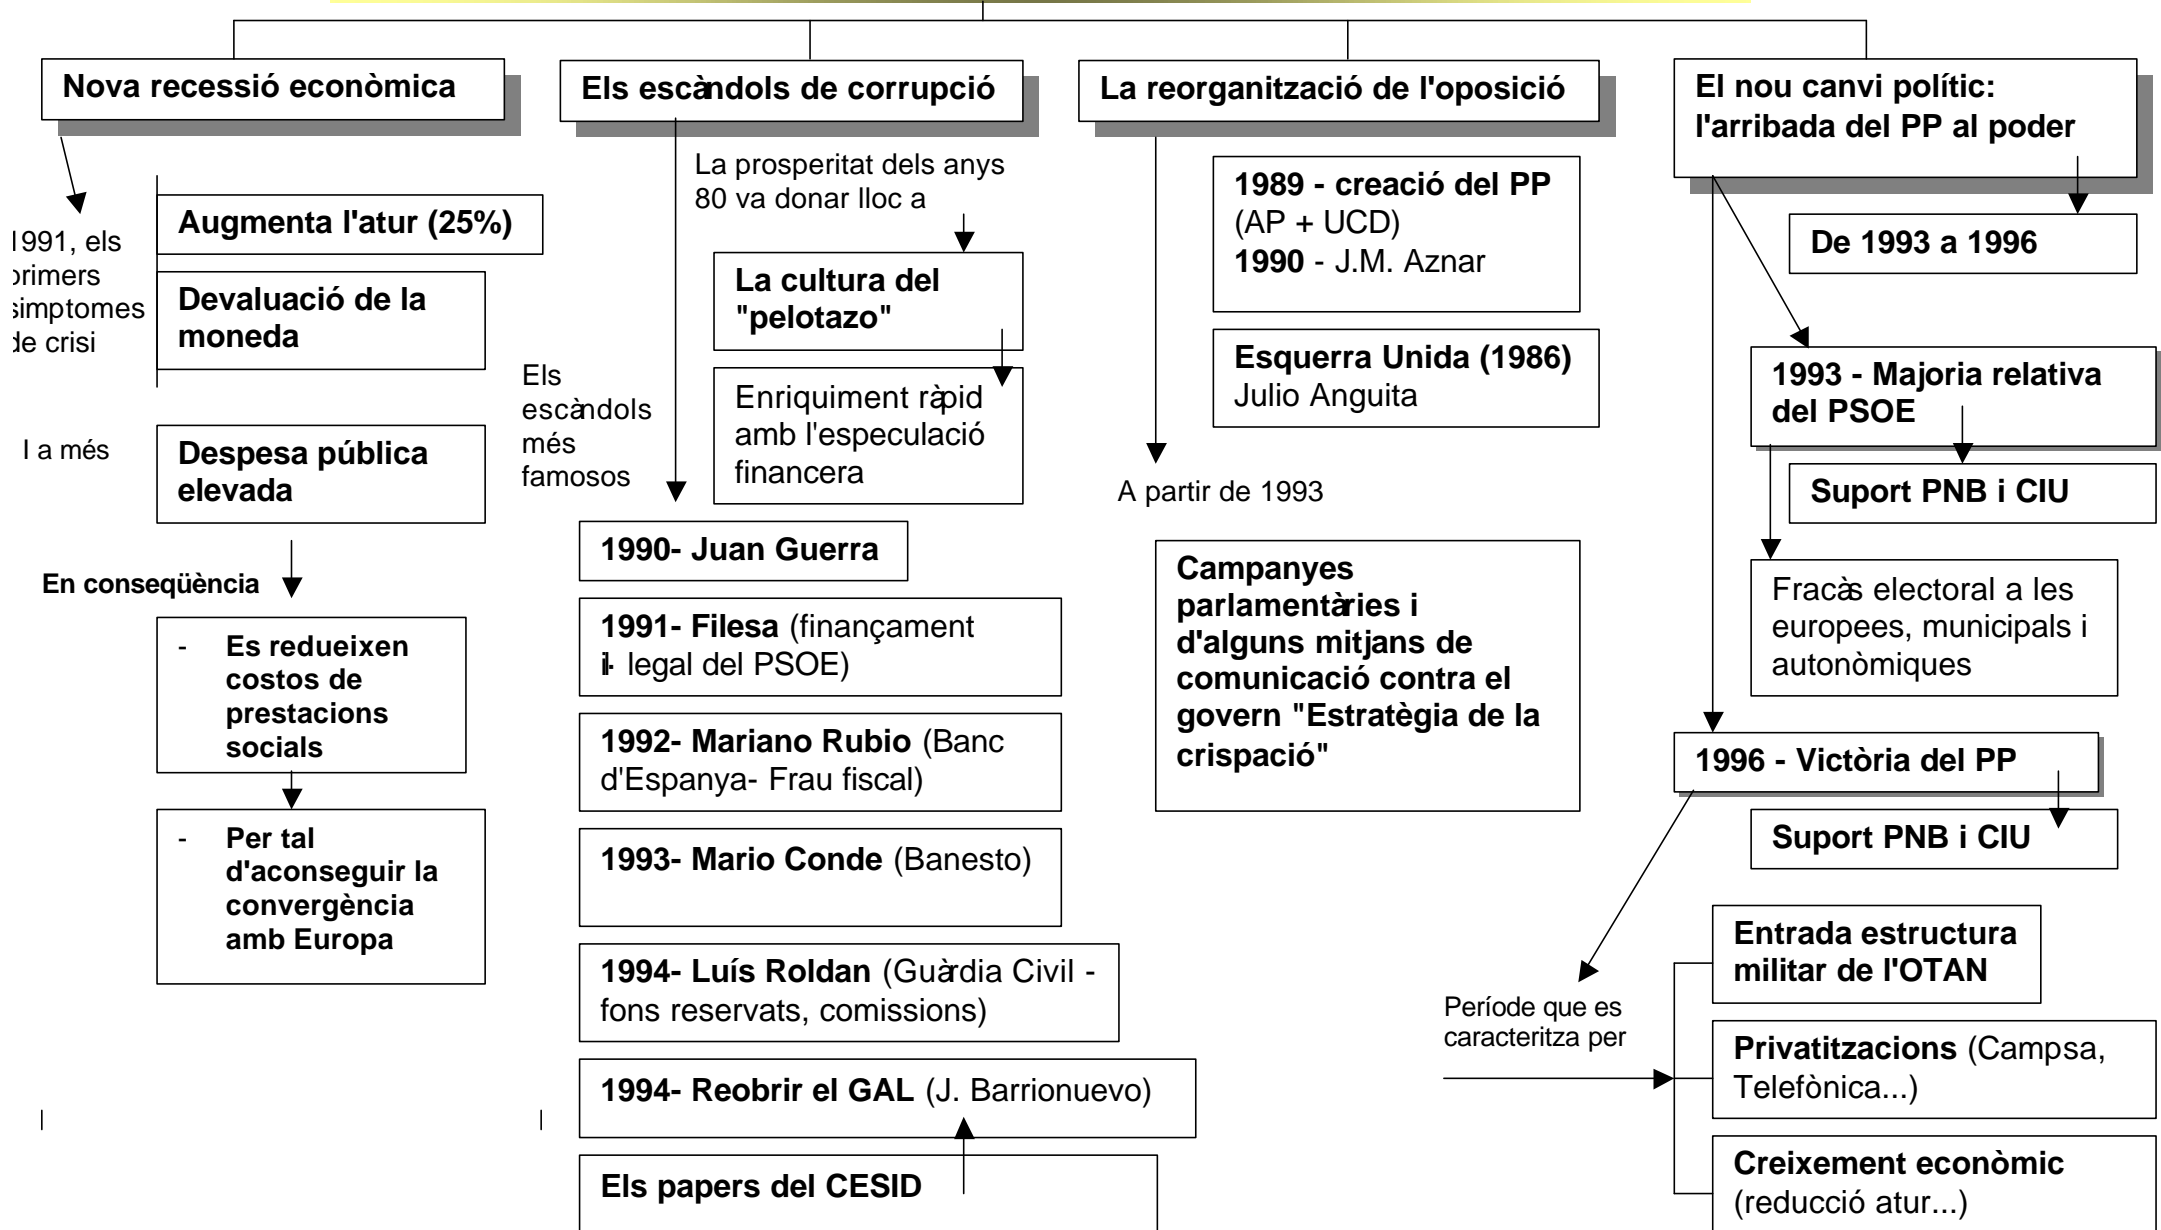 Nova recessió econòmica
1991, els
primers
simptomes
de crisi
Augmenta l'atur (25%)
Devaluació de la
moneda
I a més
Despesa pública
elevada
En conseqüència
- Es redueixen
costos de
prestacions
socials
- Per tal
d'aconseguir la
convergència
amb Europa
Els escàndols de corrupció
La prosperitat dels anys
80 va donar lloc a
La cultura del
"pelotazo"
Enriquiment ràpid
amb l'especulació
financera
Els
escàndols
més
famosos
1990- Juan Guerra
1991- Filesa (finançament
il· legal del PSOE)
1992- Mariano Rubio (Banc
d'Espanya- Frau fiscal)
1993- Mario Conde (Banesto)
1994- Luís Roldan (Guàrdia Civil -
fons reservats, comissions)
1994- Reobrir el GAL (J. Barrionuevo)
Els papers del CESID
La reorganització de l'oposició
1989 - creació del PP
(AP + UCD)
1990 - J.M. Aznar
Esquerra Unida (1986)
Julio Anguita
A partir de 1993
Campanyes
parlamentàries i
d'alguns mitjans de
comunicació contra el
govern "Estratègia de la
crispació"
El nou canvi polític:
l'arribada del PP al poder
De 1993 a 1996
1993 - Majoria relativa
del PSOE
Suport PNB i CIU
Fracàs electoral a les
europees, municipals i
autonòmiques
1996 - Victòria del PP
Suport PNB i CIU
Període que es
caracteritza per
Entrada estructura
militar de l'OTAN
Privatitzacions (Campsa,
Telefònica...)
Creixement econòmic
(reducció atur...)